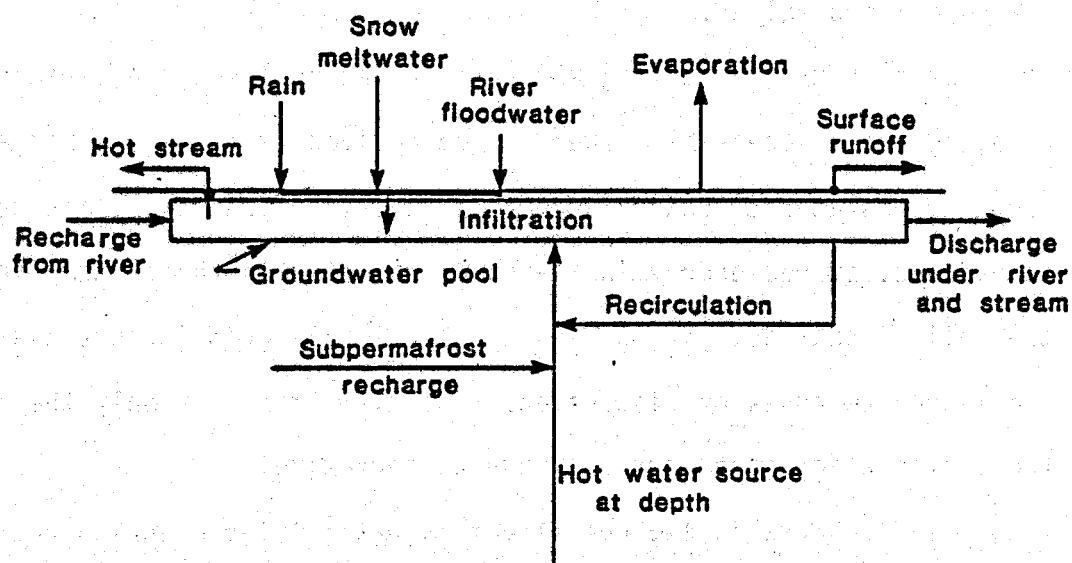 Snow
meltwater
Rain
River
floodwater
Evaporation
Surface
runoff
Hot stream
Infiltration
Recharge
from river
Groundwater pool
Discharge
under river
and stream
Recirculation
Subpermafrost
recharge
Hot water source
at depth